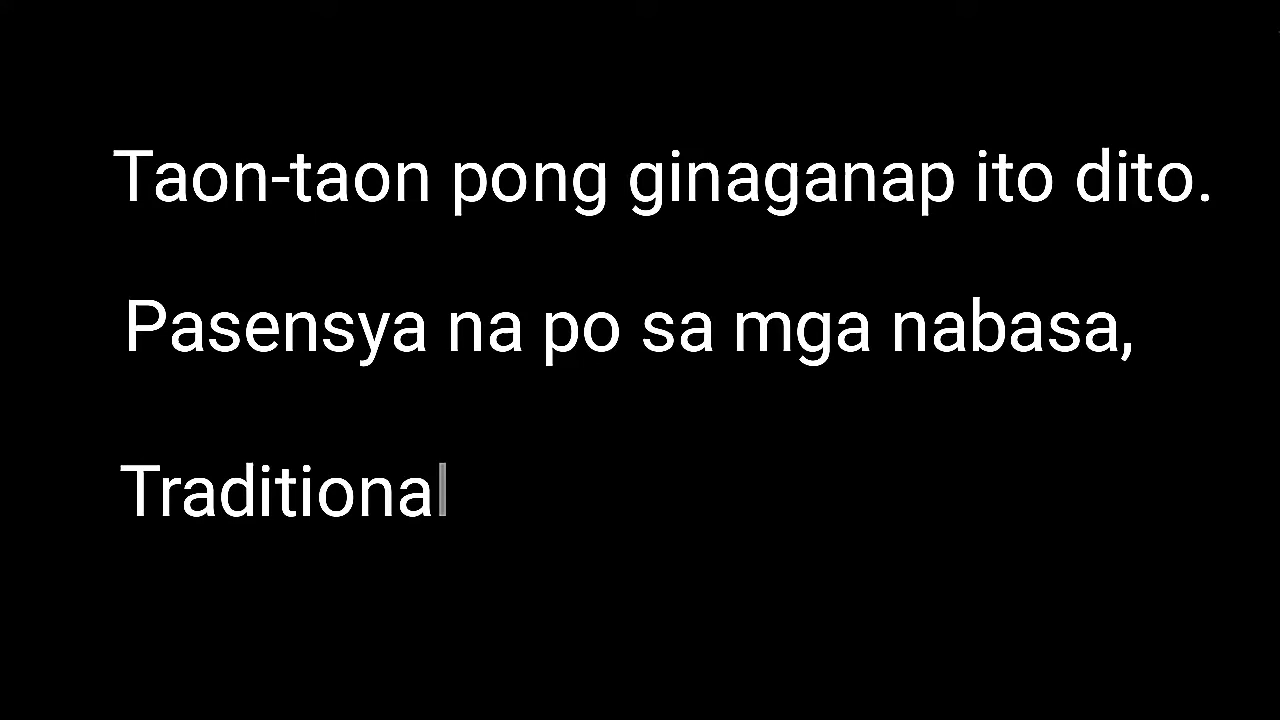 Taon-taon pong ginaganap ito dito.
Pasensya na po sa mga nabasa,
Traditional